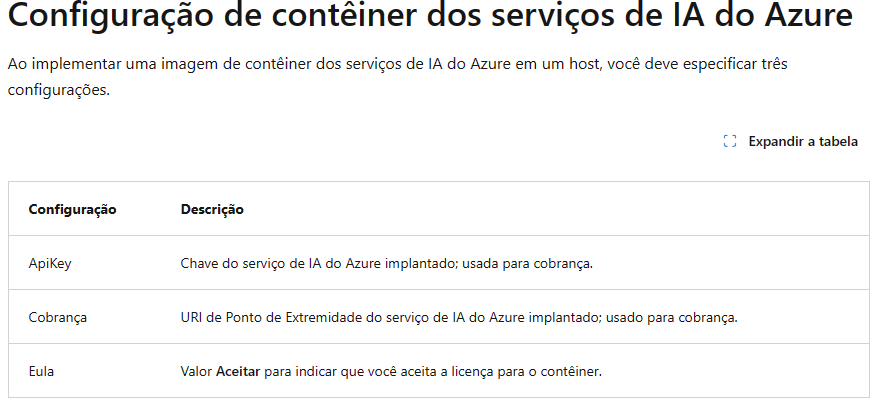 Configuração de contêiner dos serviços de IA do Azure
Ao implementar uma imagem de contêiner dos serviços de IA do Azure em um host, você deve especificar três
configurações.
Expandir a tabela
Configuração Descrição
ApiKey Chave do serviço de IA do Azure implantado; usada para cobrança.
Cobrança URI de Ponto de Extremidade do serviço de IA do Azure implantado; usado para cobrança.
Eula Valor Aceitar para indicar que você aceita a licença para o contêiner.